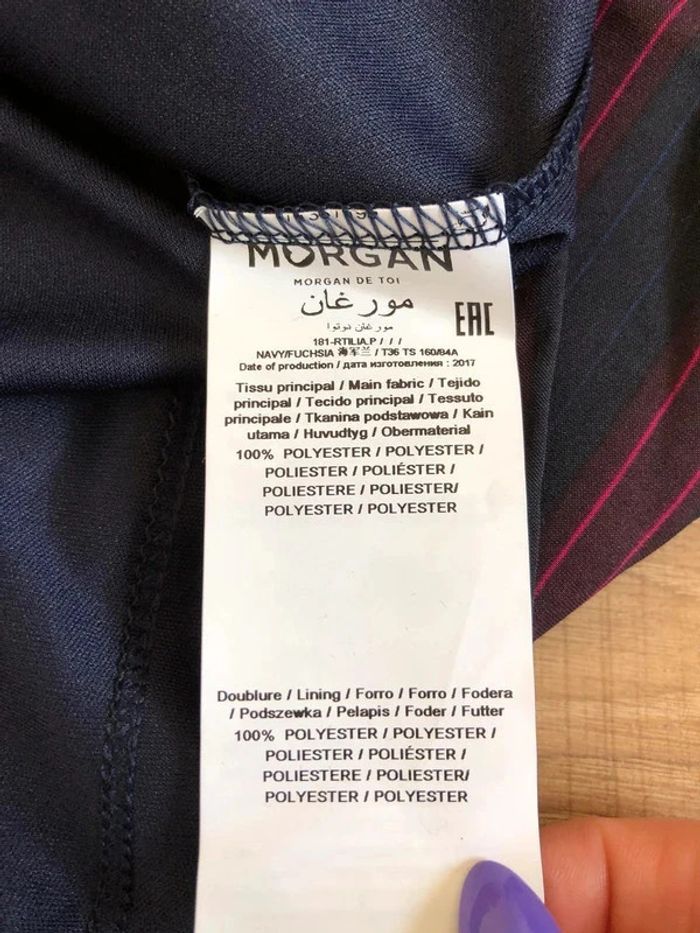 MORGAN
MORGAN DE TOI
مورغان
مورغان دوتوا
EAC
181-RTILIA.P / / /
NAVY/FUCHSIA 海军兰 / T36 TS 160/84A
Date of production / дата изготовления : 2017
Tissu principal / Main fabric / Tejido
principal / Tecido principal / Tessuto
principale / Tkanina podstawowa / Kain
utama / Huvudtyg / Obermaterial
100% POLYESTER / POLYESTER /
POLIESTER / POLIÉSTER /
POLIESTERE / POLIESTER/
POLYESTER / POLYESTER
Doublure / Lining / Forro / Forro / Fodera
/ Podszewka / Pelapis / Foder / Futter
100% POLYESTER / POLYESTER /
POLIESTER / POLIÉSTER /
POLIESTERE / POLIESTER/
POLYESTER / POLYESTER